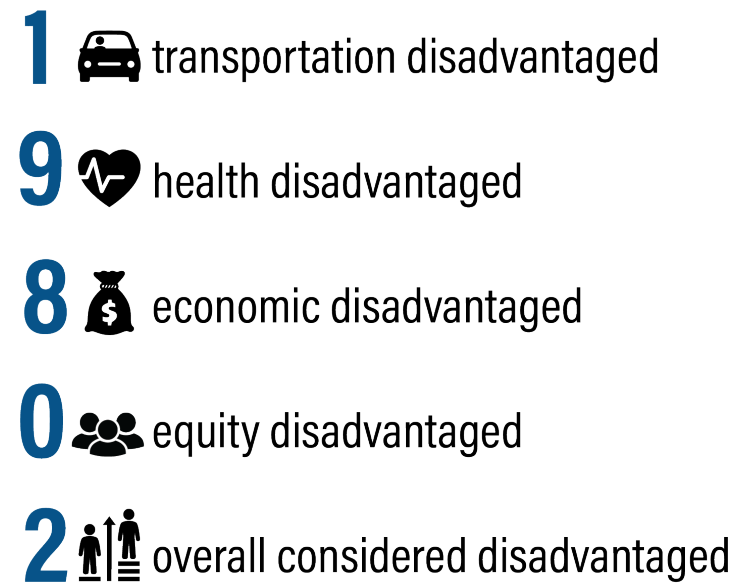 1 transportation disadvantaged
9 health disadvantaged
8 $ economic disadvantaged
0 equity disadvantaged
2 overall considered disadvantaged